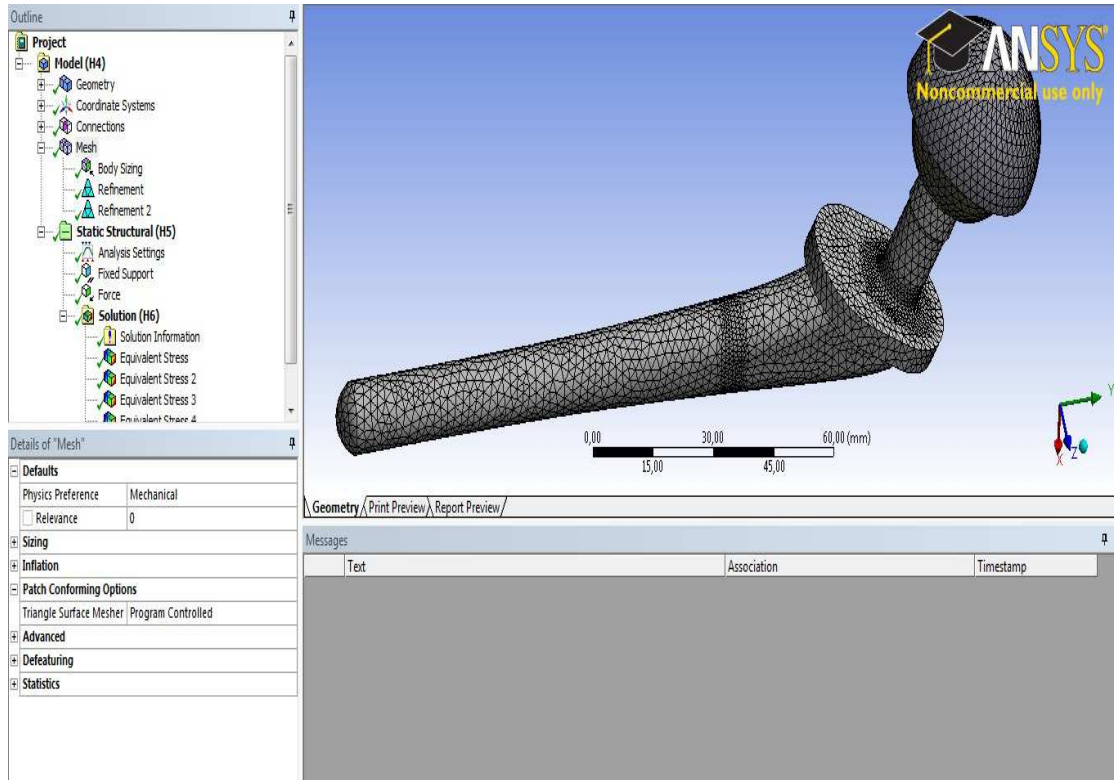 Outline
Project
Model (H4)
Geometry
Coordinate Systems
Connections
Mesh
Body Sizing
Refinement
Refinement 2
Static Structural (H5)
Analysis Settings
Fixed Support
Force
Solution (H6)
Solution Information
Equivalent Stress
Equivalent Stress 2
Equivalent Stress 3
Equivalent Stress 4
Details of "Mesh"
Defaults
Physics Preference Mechanical
Relevance 0
Sizing
Inflation
Patch Conforming Options
Triangle Surface Mesher Program Controlled
Advanced
Defeaturing
Statistics
ANSYS
Noncommercial use only
0,00 30,00 60,00 (mm)
15,00 45,00
Y
X
Z
Geometry Print Preview Report Preview
Messages
Text Association Timestamp